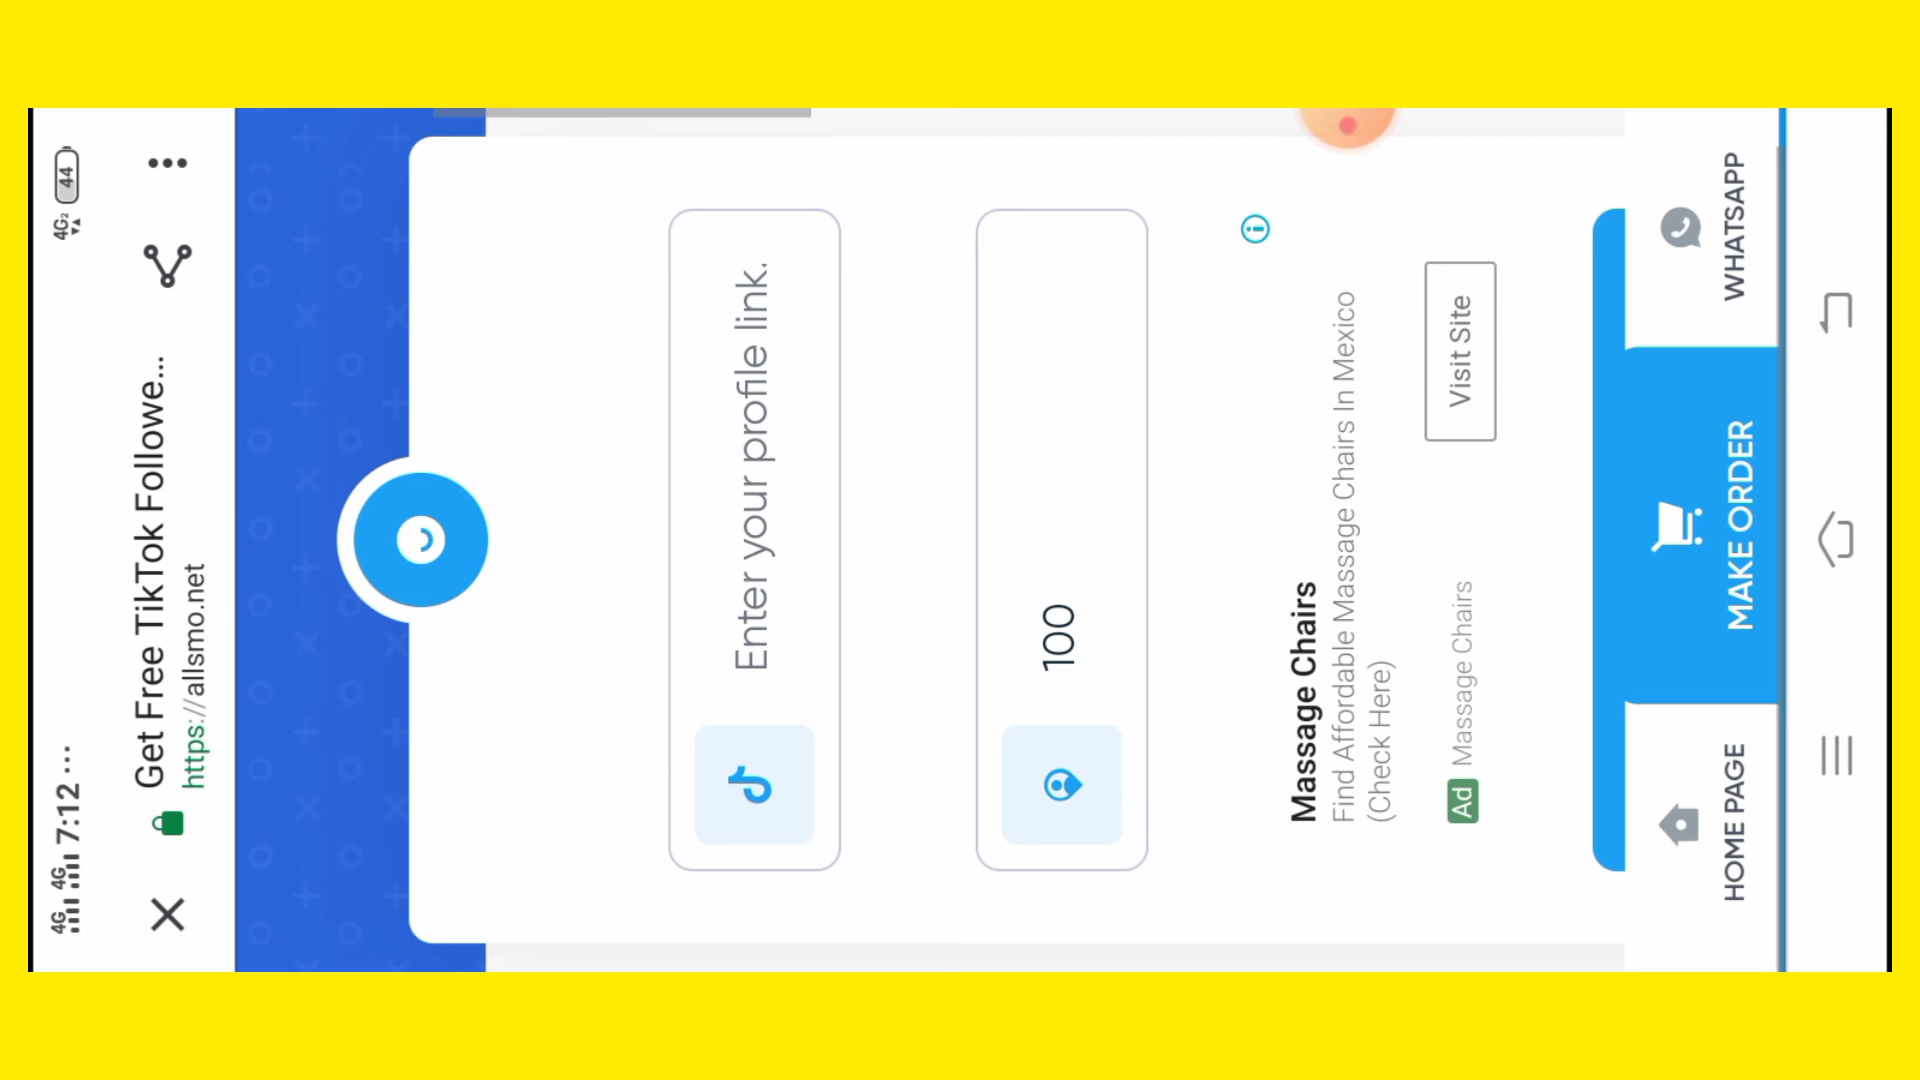 4G 4G 7:12 ...
4G2 44
Get Free TikTok Followe...
https://allsmo.net
Enter your profile link.
100
Massage Chairs
Find Affordable Massage Chairs In Mexico
(Check Here)
Ad Massage Chairs
Visit Site
HOME PAGE
MAKE ORDER
WHATSAPP